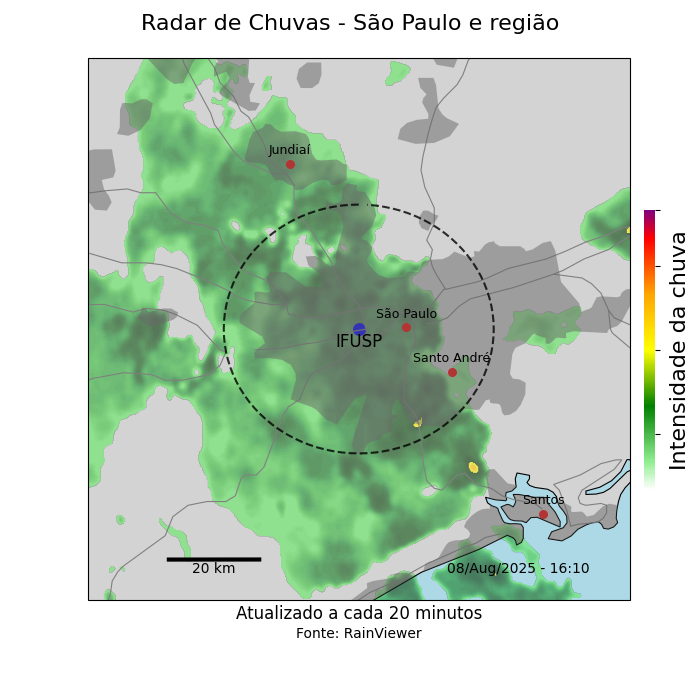 Radar de Chuvas - São Paulo e região
Jundiaí
São Paulo
IFUSP
Santo André
Santos
20 km
08/Aug/2025 - 16:10
Intensidade da chuva
Atualizado a cada 20 minutos
Fonte: RainViewer